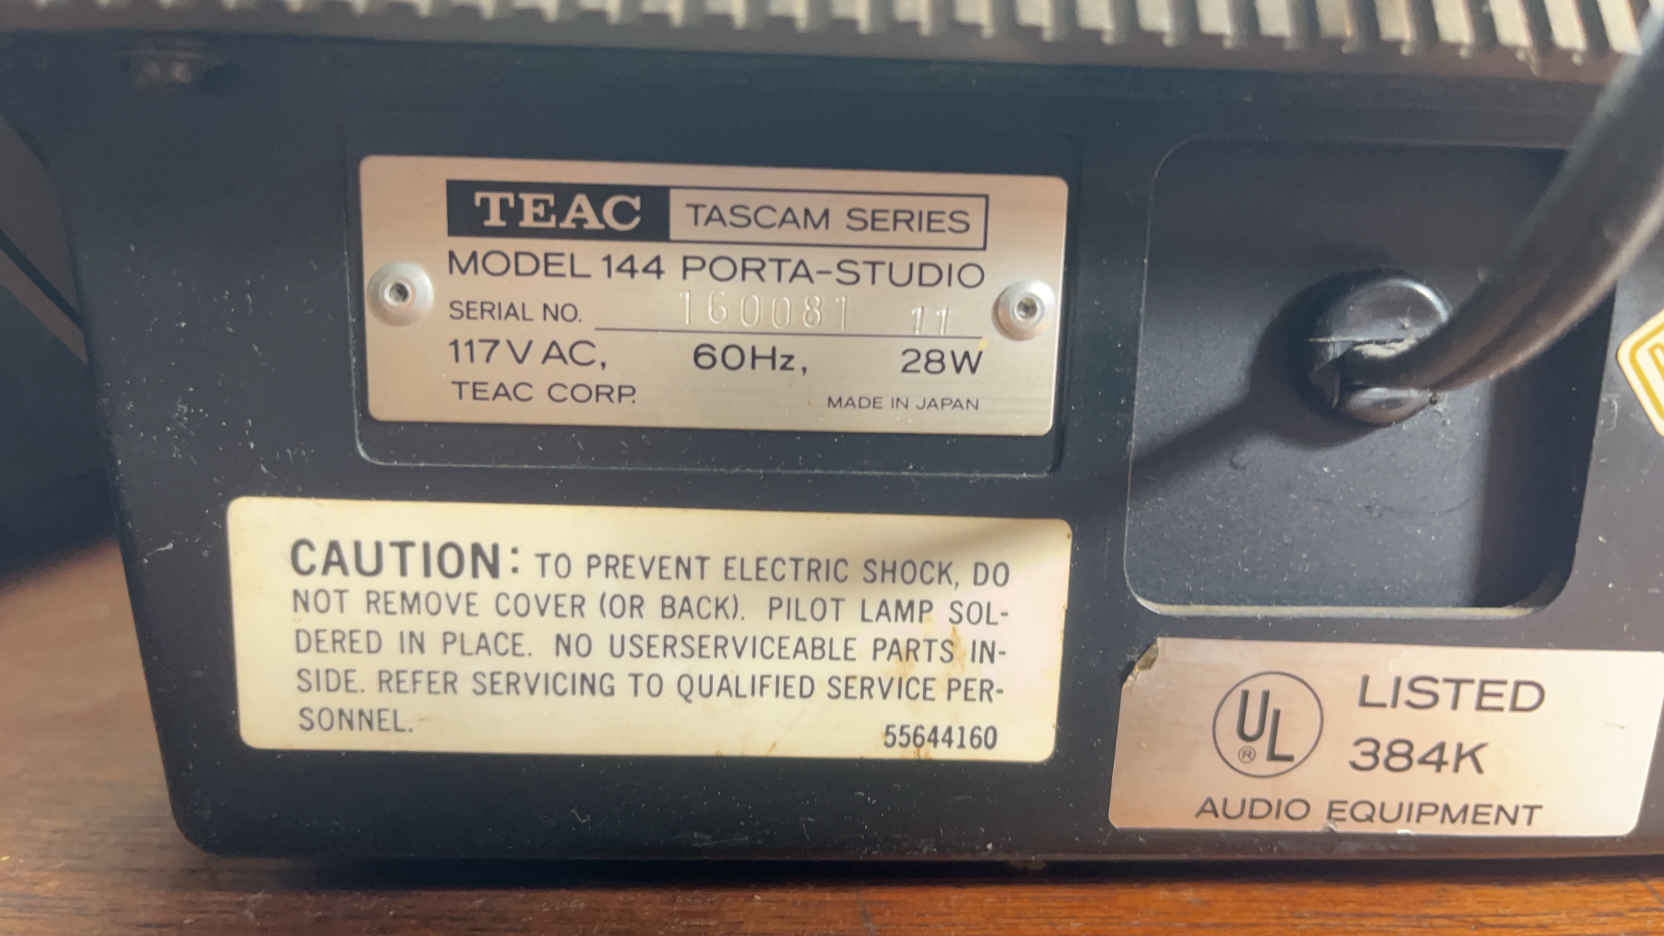 TEAC TASCAM SERIES
MODEL 144 PORTA-STUDIO
SERIAL NO. 160081 11
117V AC, 60Hz, 28W
TEAC CORP. MADE IN JAPAN
CAUTION: TO PREVENT ELECTRIC SHOCK, DO
NOT REMOVE COVER (OR BACK). PILOT LAMP SOL-
DERED IN PLACE. NO USERSERVICEABLE PARTS IN-
SIDE. REFER SERVICING TO QUALIFIED SERVICE PER-
SONNEL. 55644160
UL ® LISTED
384K
AUDIO EQUIPMENT